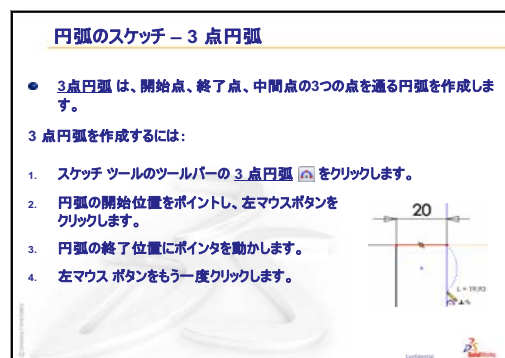 円弧のスケッチ – 3 点円弧
3点円弧 は、開始点、終了点、中間点の3つの点を通る円弧を作成しま
す。
3 点円弧を作成するには:
1. スケッチ ツールのツールバーの 3 点円弧 をクリックします。
2. 円弧の開始位置をポイントし、左マウスボタンを
クリックします。
3. 円弧の終了位置にポインタを動かします。
4. 左マウス ボタンをもう一度クリックします。
20
L = 19.93
Confidential
SolidWorks